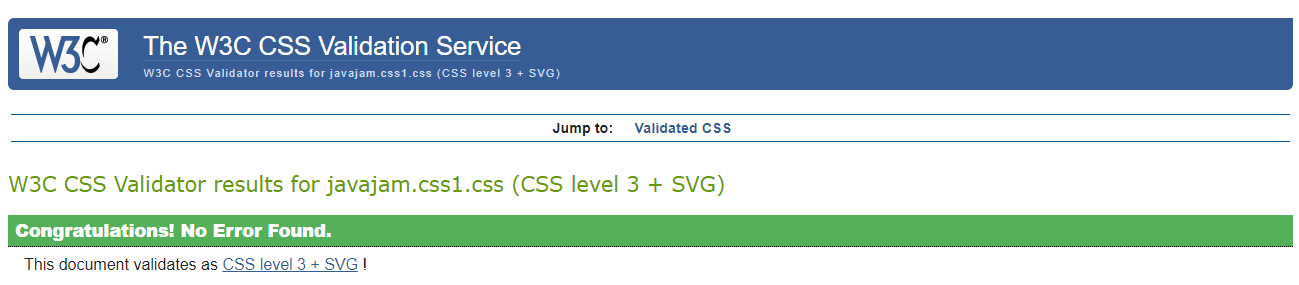 W3C®
The W3C CSS Validation Service
W3C CSS Validator results for javajam.css1.css (CSS level 3 + SVG)
Jump to: Validated CSS
W3C CSS Validator results for javajam.css1.css (CSS level 3 + SVG)
Congratulations! No Error Found.
This document validates as CSS level 3 + SVG !